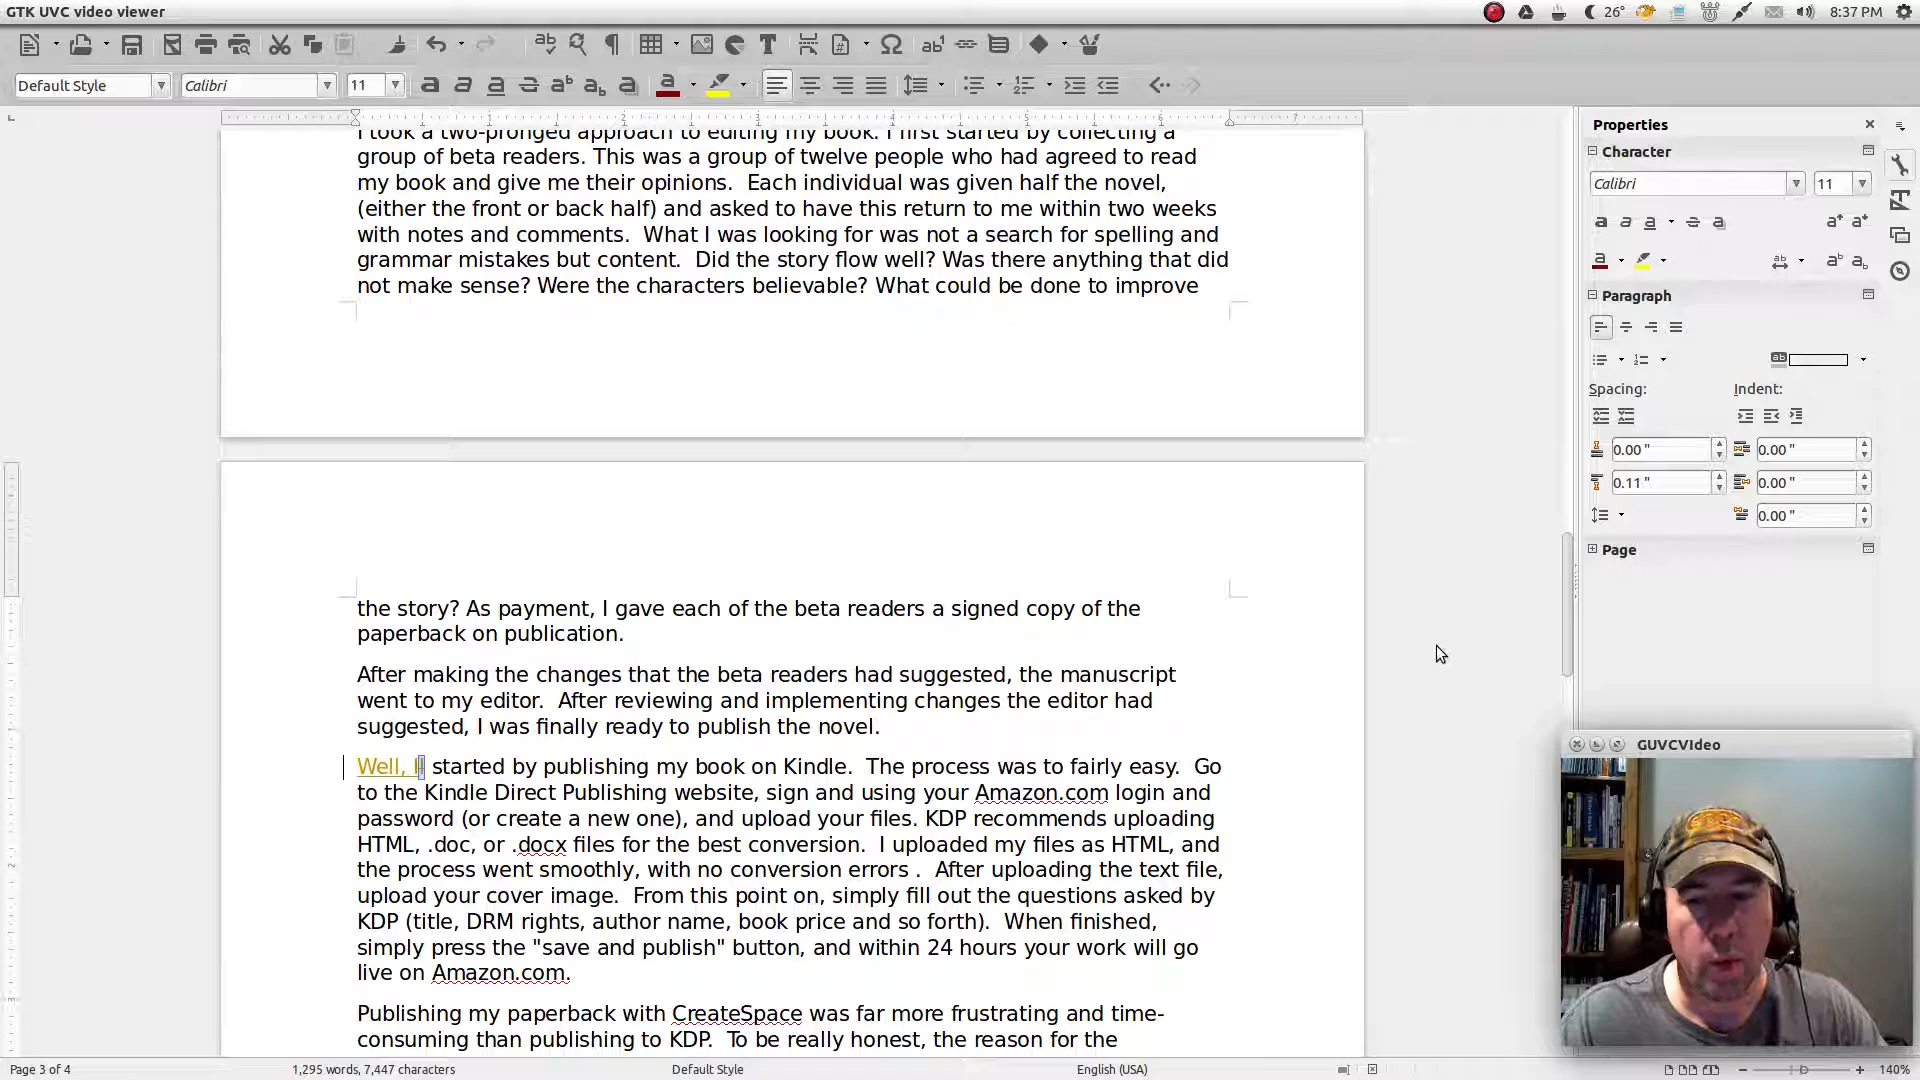 GTK UVC video viewer
26° 8:37 PM
Default Style Calibri 11
1 2 3 4 5 6 7
I took a two-pronged approach to editing my book. I first started by collecting a
group of beta readers. This was a group of twelve people who had agreed to read
my book and give me their opinions.  Each individual was given half the novel,
(either the front or back half) and asked to have this return to me within two weeks
with notes and comments.  What I was looking for was not a search for spelling and
grammar mistakes but content.  Did the story flow well? Was there anything that did
not make sense? Were the characters believable? What could be done to improve
the story? As payment, I gave each of the beta readers a signed copy of the
paperback on publication.
After making the changes that the beta readers had suggested, the manuscript
went to my editor.  After reviewing and implementing changes the editor had
suggested, I was finally ready to publish the novel.
Well, I started by publishing my book on Kindle.  The process was to fairly easy.  Go
to the Kindle Direct Publishing website, sign and using your Amazon.com login and
password (or create a new one), and upload your files. KDP recommends uploading
HTML, .doc, or .docx files for the best conversion.  I uploaded my files as HTML, and
the process went smoothly, with no conversion errors .  After uploading the text file,
upload your cover image.  From this point on, simply fill out the questions asked by
KDP (title, DRM rights, author name, book price and so forth).  When finished,
simply press the "save and publish" button, and within 24 hours your work will go
live on Amazon.com.
Publishing my paperback with CreateSpace was far more frustrating and time-
consuming than publishing to KDP.  To be really honest, the reason for the
Properties
Character
Calibri 11
Paragraph
Spacing: Indent:
0.00 " 0.00 "
0.11 " 0.00 "
0.00 "
Page
GUVCVIdeo
Page 3 of 4 1,295 words, 7,447 characters Default Style English (USA) 140%